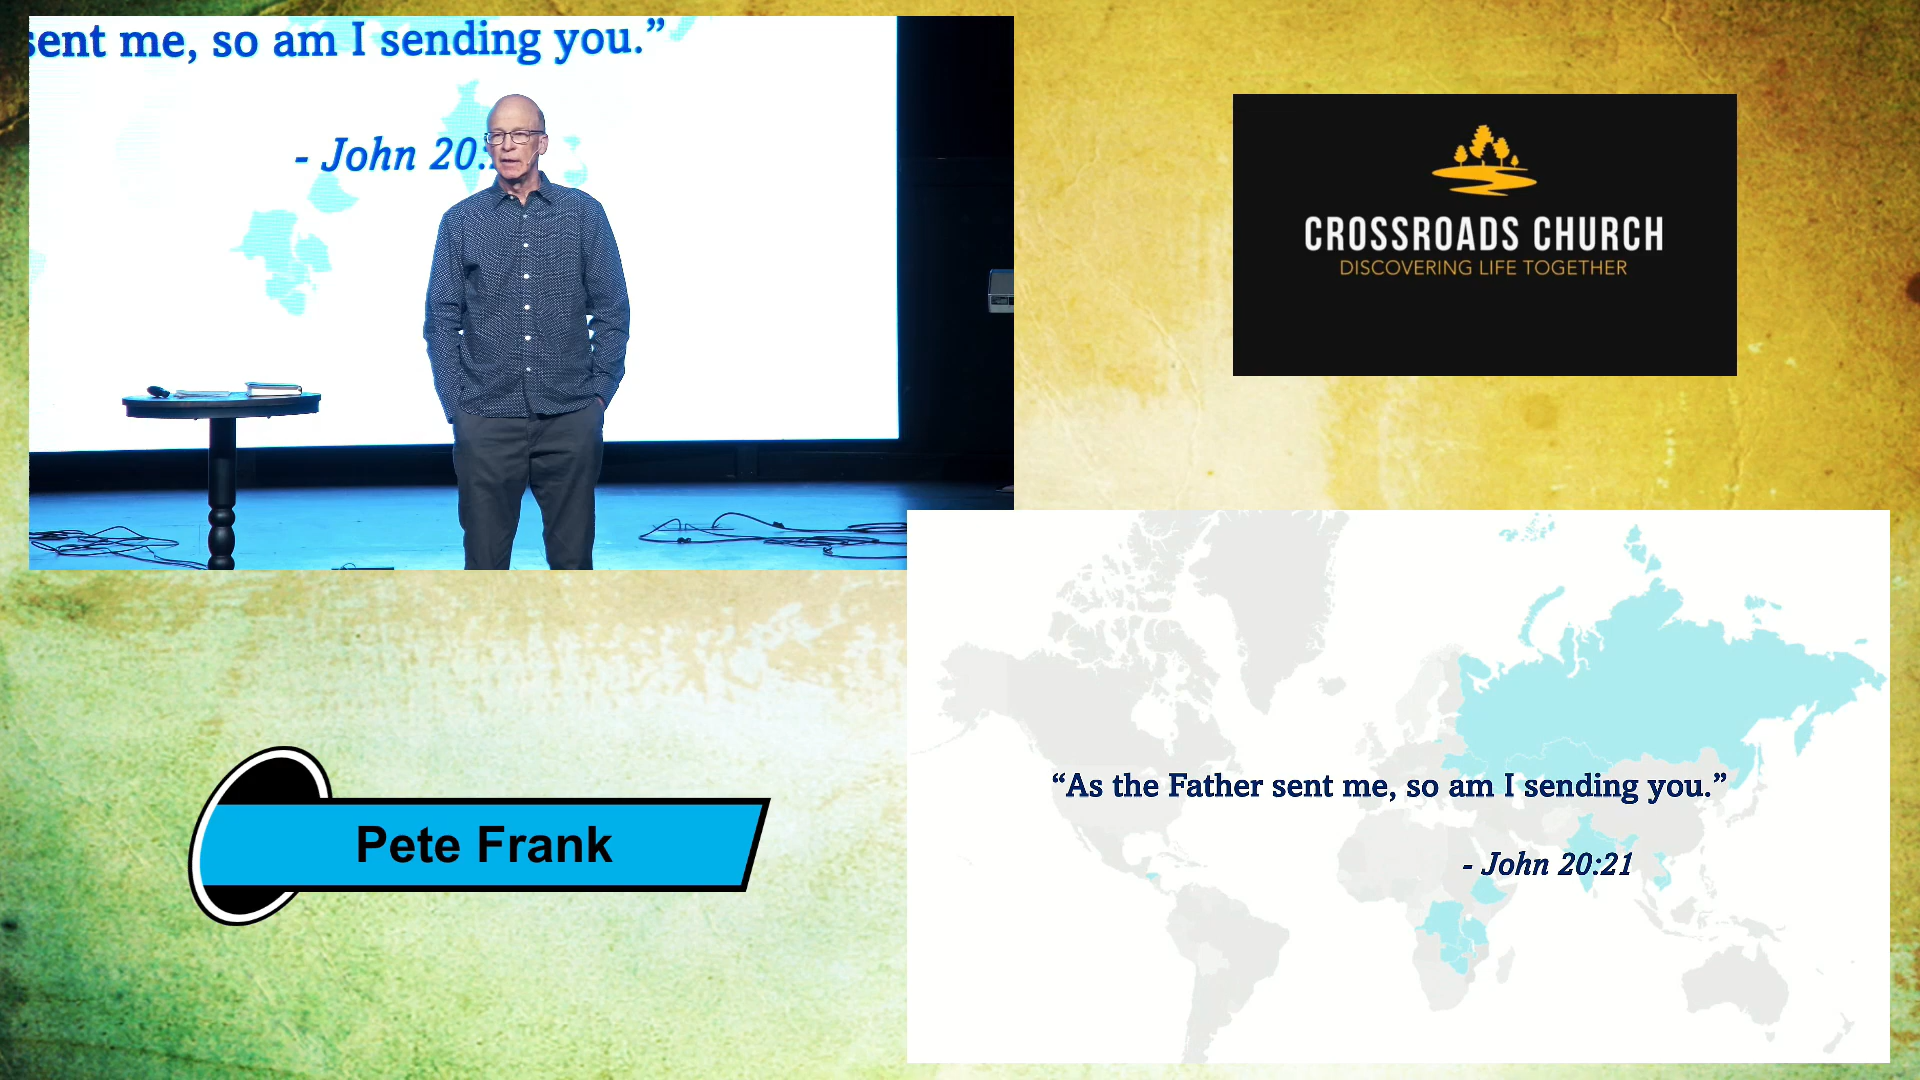 sent me, so am I sending you.”
- John 20:
CROSSROADS CHURCH
DISCOVERING LIFE TOGETHER
“As the Father sent me, so am I sending you.”
- John 20:21
Pete Frank